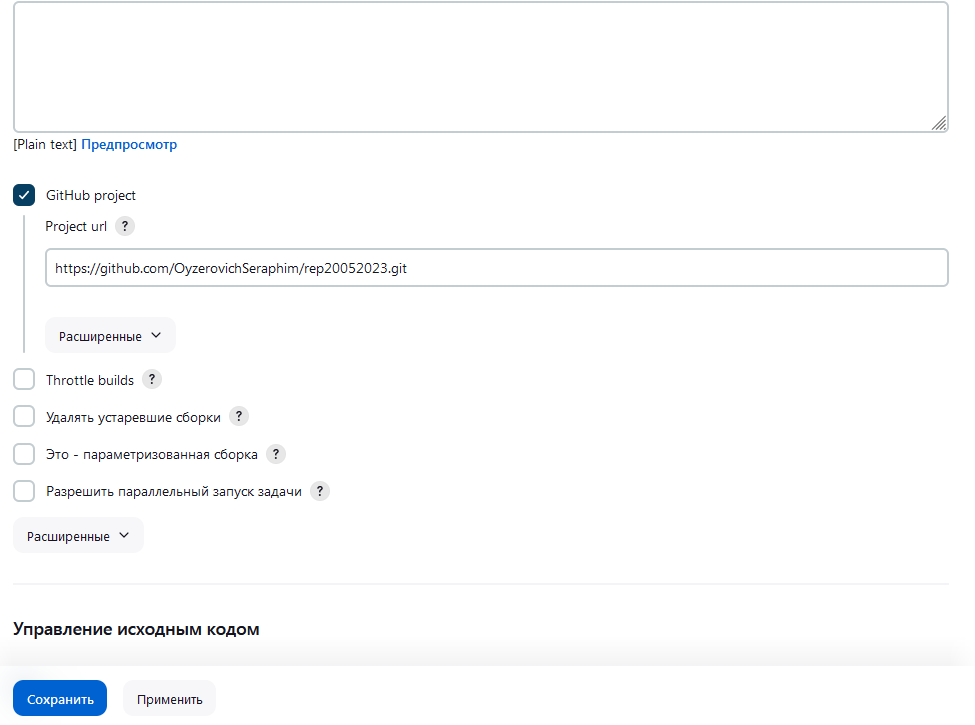 [Plain text] Предпросмотр
GitHub project
Project url ?
https://github.com/OyzerovichSeraphim/rep20052023.git
Расширенные
Throttle builds ?
Удалять устаревшие сборки ?
Это - параметризованная сборка ?
Разрешить параллельный запуск задачи ?
Расширенные
Управление исходным кодом
Сохранить Применить